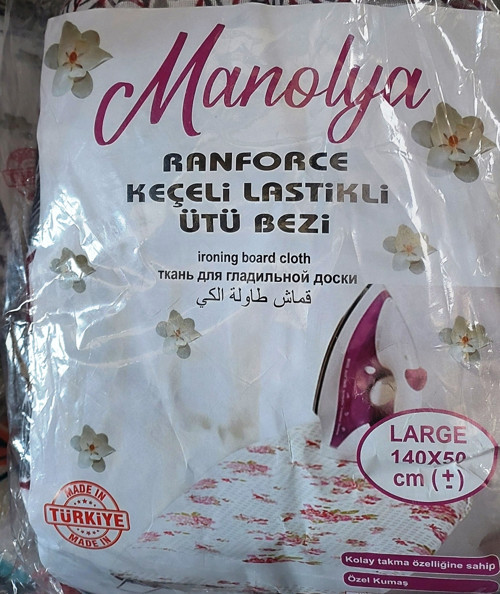 Manolya
RANFORCE
KEÇELİ LASTİKLİ
ÜTÜ BEZİ
ironing board cloth
ткань для гладильной доски
قماش طاولة الكي
LARGE
140X50
cm (±)
MADE IN
TÜRKİYE
MADE IN
Kolay takma özelliğine sahip
Özel Kumaş